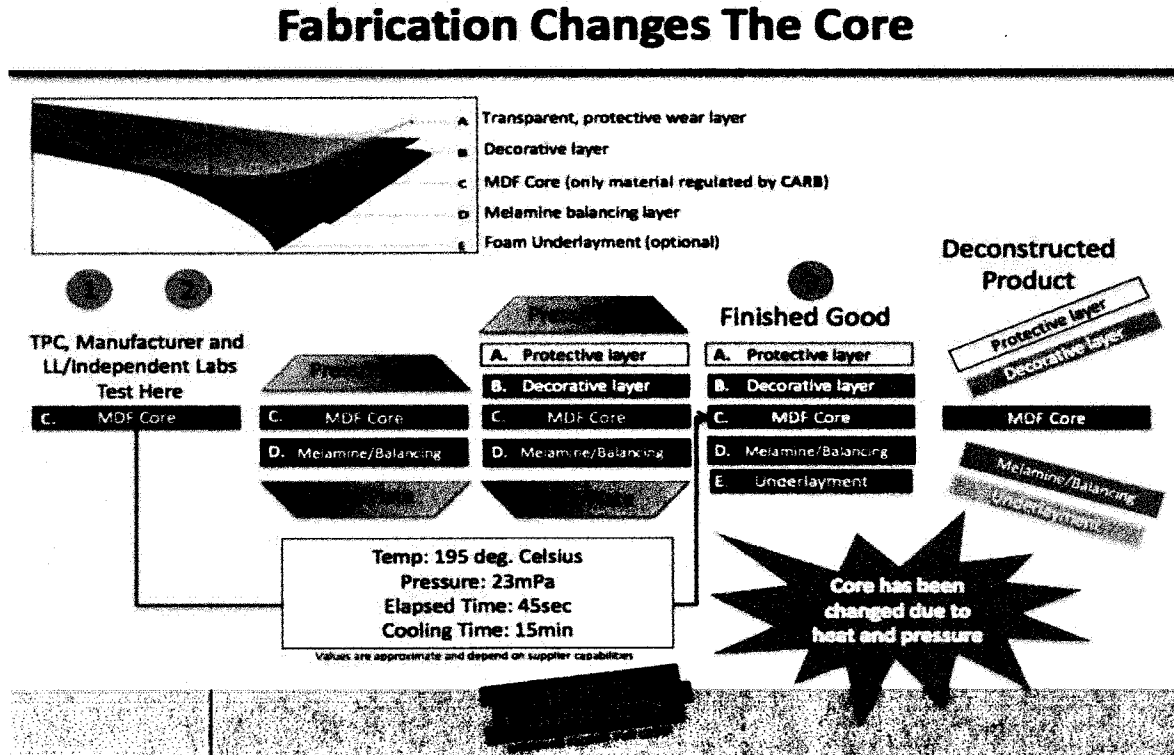 Fabrication Changes The Core
A. Transparent, protective wear layer
B. Decorative layer
C MDF Core (only material regulated by CARB)
D Melamine balancing layer
E Foam Underlayment (optional)
1
2
TPC, Manufacturer and
LL/Independent Labs
Test Here
C. MDF Core
C. MDF Core
D. Melamine/Balancing
A. Protective layer
B. Decorative layer
C. MDF Core
D. Melamine/Balancing
Finished Good
A. Protective layer
B. Decorative layer
C. MDF Core
D. Melamine/Balancing
E Underlayment
Deconstructed
Product
Protective layer
Decorative layer
MDF Core
Melamine/Balancing
Underlayment
Temp: 195 deg. Celsius
Pressure: 23mPa
Elapsed Time: 45sec
Cooling Time: 15min
Values are approximate and depend on supplier capabilities
Core has been
changed due to
heat and pressure